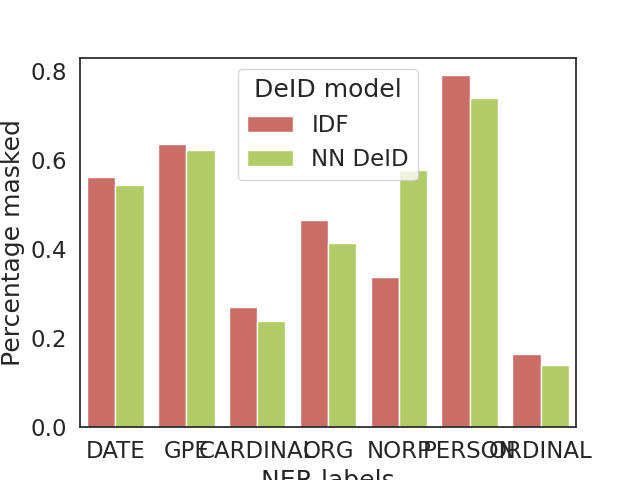 DeID model
IDF
NN DeID
Percentage masked
0.8
0.6
0.4
0.2
0.0
DATE GPE CARDINAL ORG NORP PERSON ORDINAL
NER labels